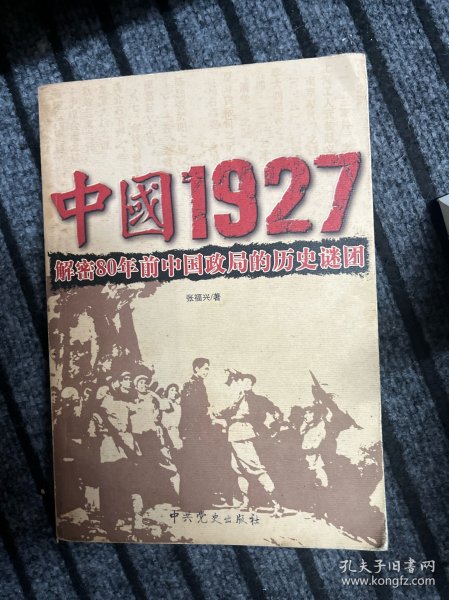 中國1927
解密80年前中国政局的历史谜团
张福兴/著
中共党史出版社
孔夫子旧书网
www.kongfz.com